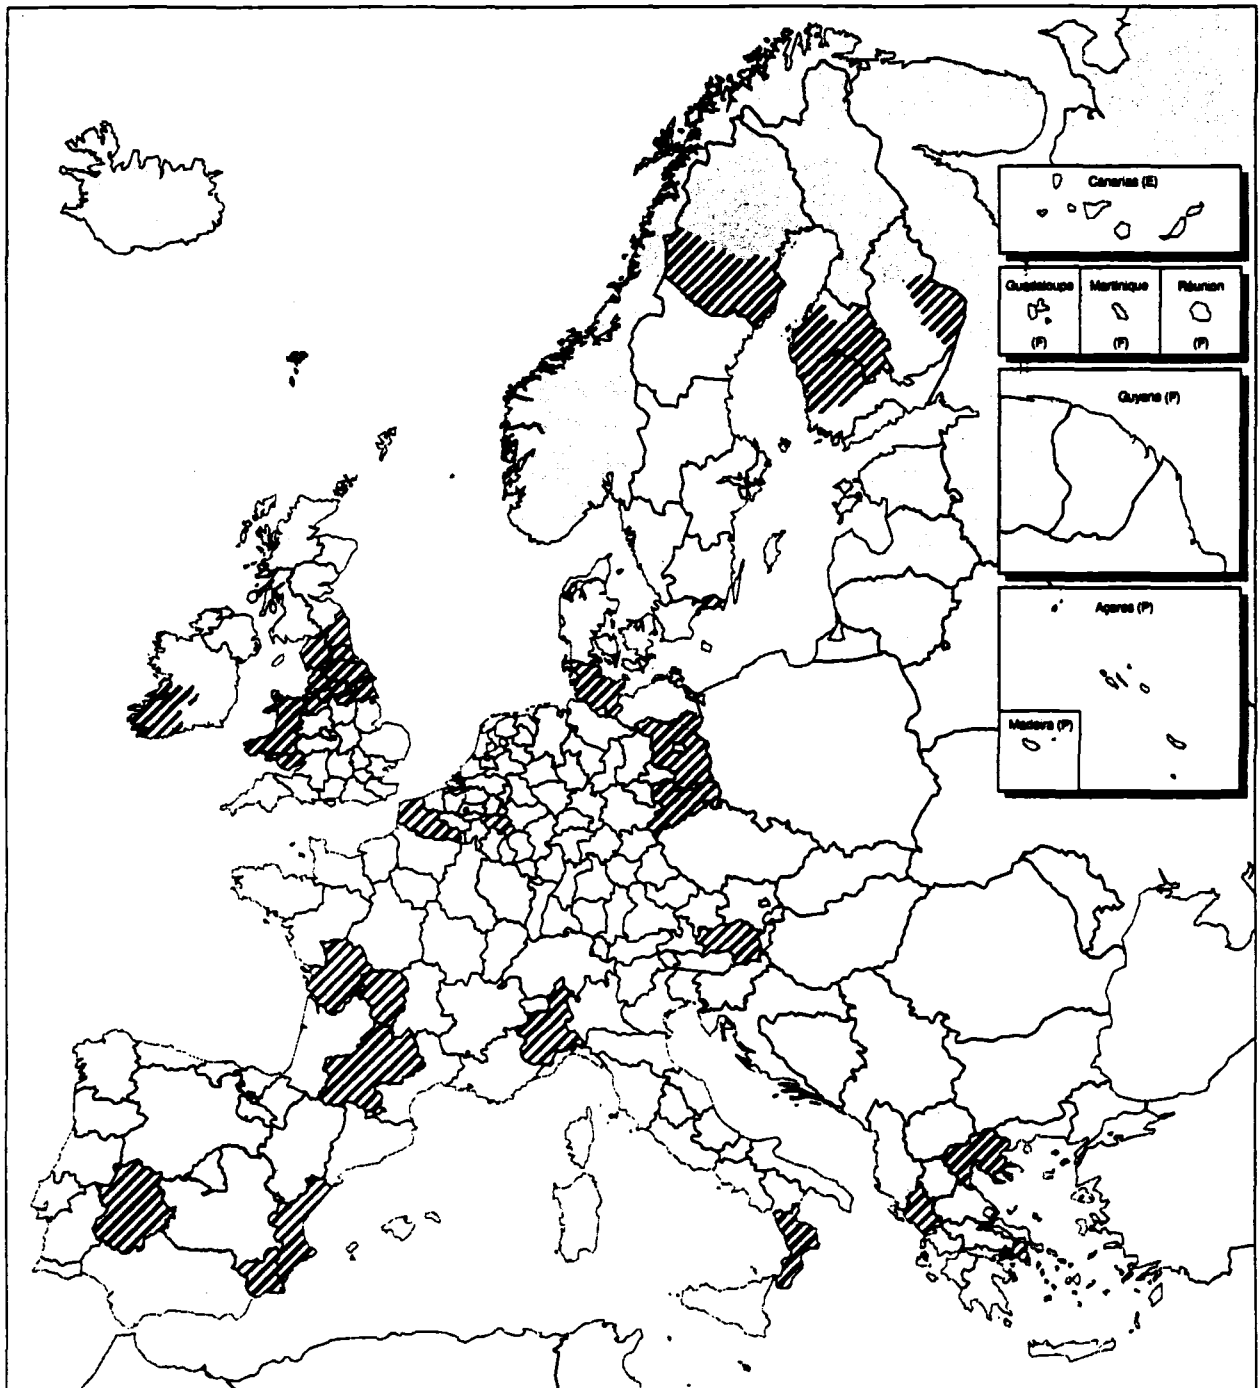 Canarias (E)
Guadeloupe Martinique Réunion
(F) (F) (F)
Guyane (F)
Açores (P)
Madeira (P)